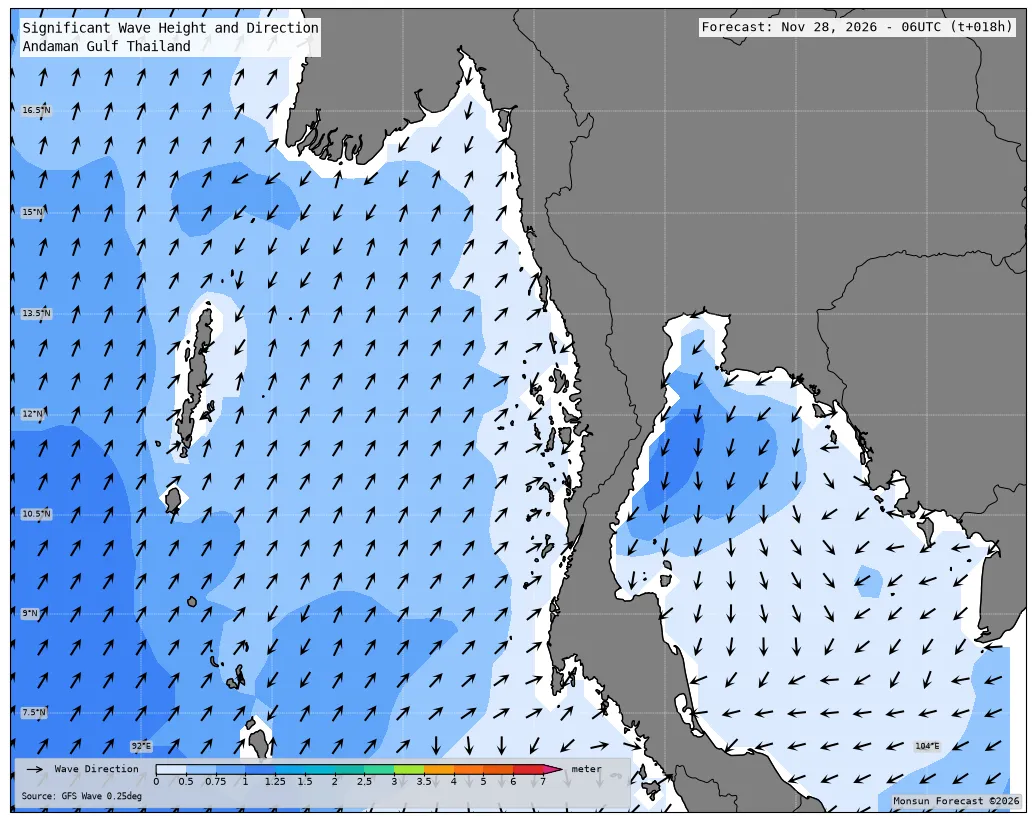 Significant Wave Height and Direction
Andaman Gulf Thailand
Forecast: Nov 28, 2026 - 06UTC (t+018h)
16.5°N
15°N
13.5°N
12°N
10.5°N
9°N
7.5°N
92°E
104°E
Wave Direction
0 0.5 0.75 1 1.25 1.5 2 2.5 3 3.5 4 5 6 7
meter
Source: GFS Wave 0.25deg
Monsun Forecast ©2026